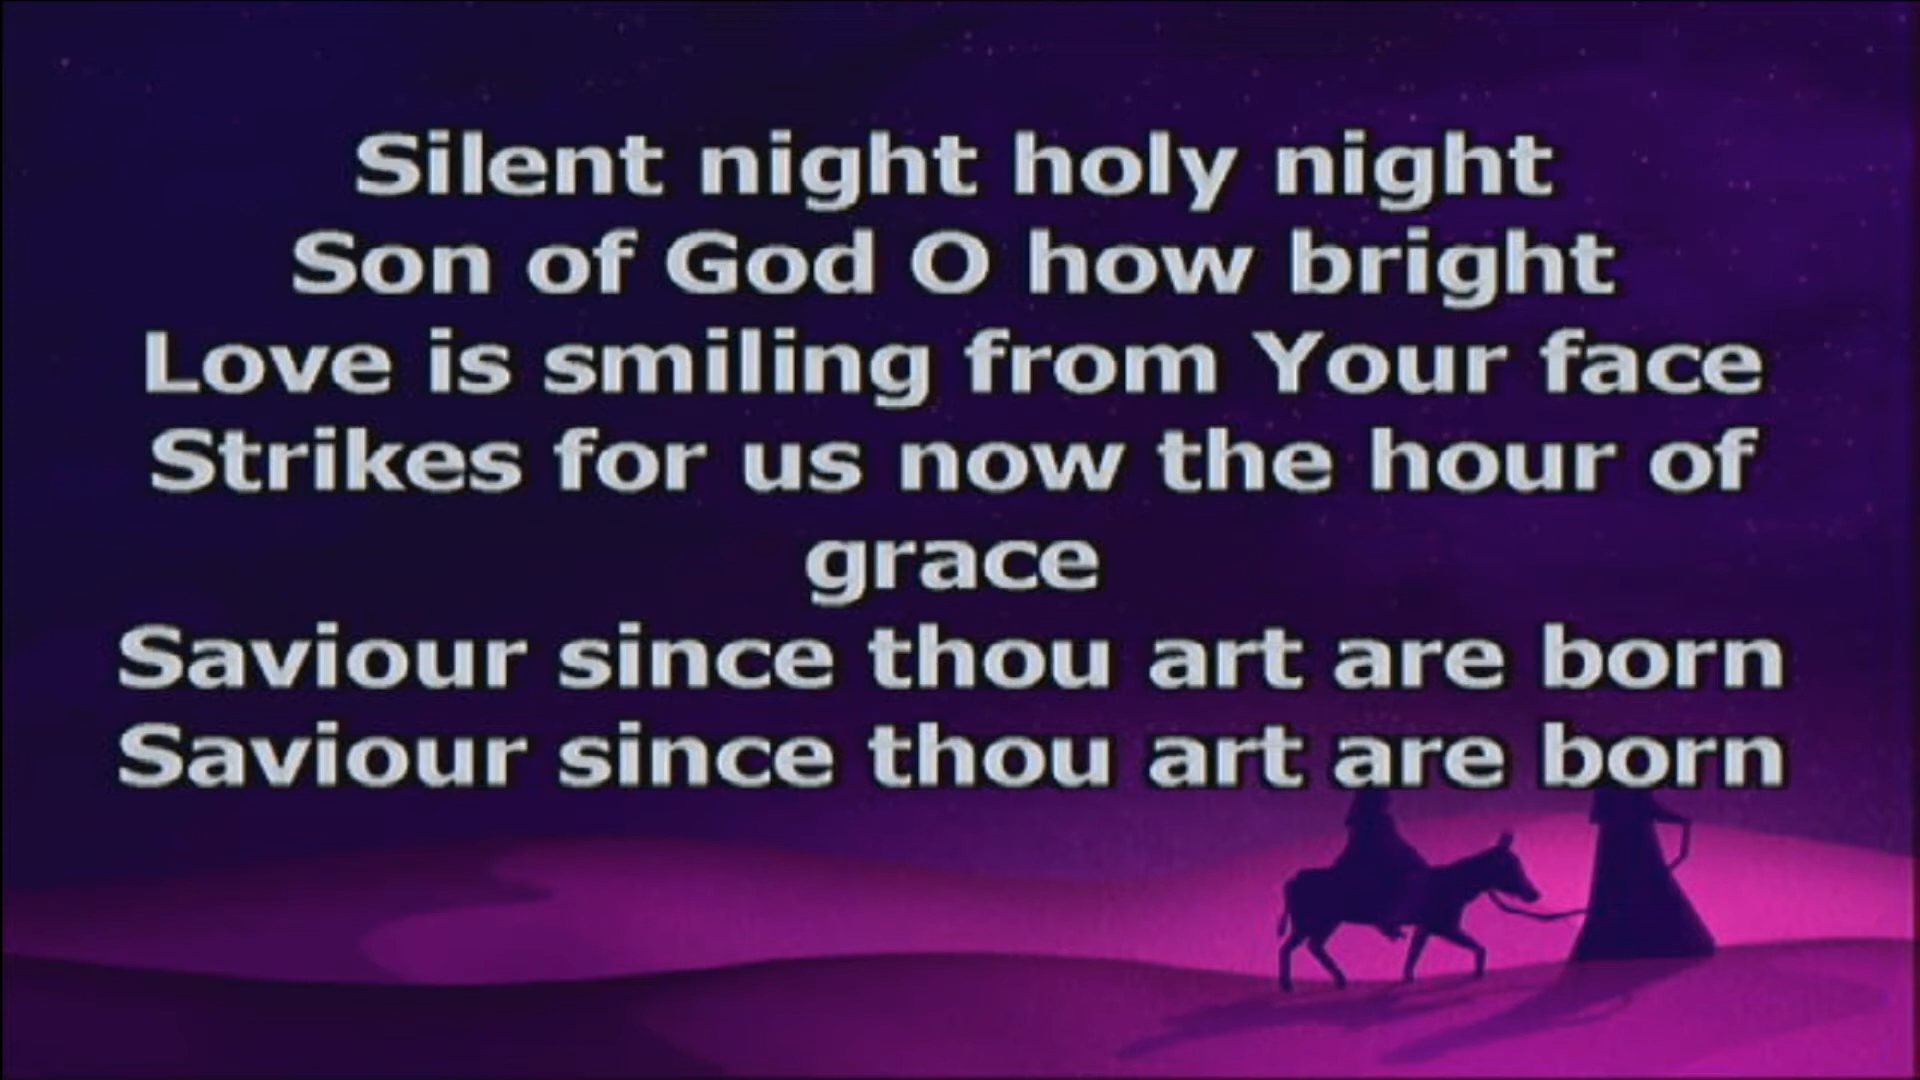 Silent night holy night
Son of God O how bright
Love is smiling from Your face
Strikes for us now the hour of
grace
Saviour since thou art are born
Saviour since thou art are born